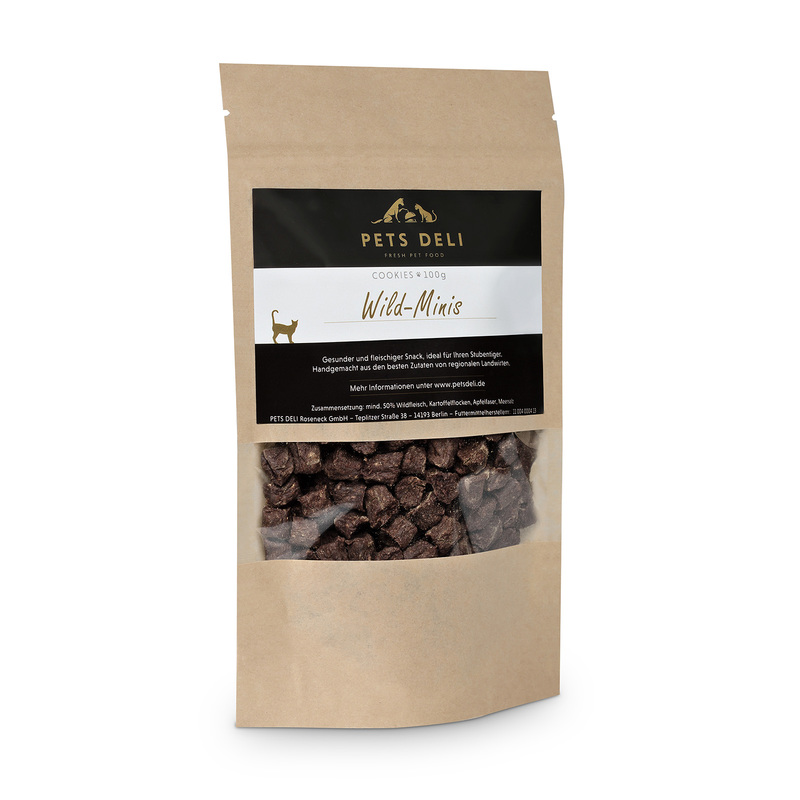 PETS DELI
FRESH PET FOOD
COOKIES 100g
Wild-Minis
Gesunder und fleischiger Snack, ideal für Ihren Stubentiger.
Handgemacht aus den besten Zutaten von regionalen Landwirten.
Mehr Informationen unter www.petsdeli.de
Zusammensetzung: mind. 50% Wildfleisch, Kartoffelflocken, Apfelfaser, Meersalz
PETS DELI Roseneck GmbH - Teplitzer Straße 38 - 14193 Berlin - Futtermittelhersteller: